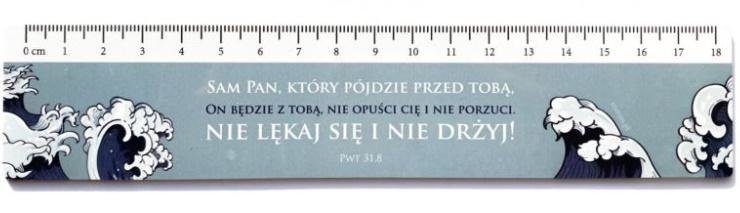 0 cm 1 2 3 4 5 6 7 8 9 10 11 12 13 14 15 16 17 18
SAM PAN, KTÓRY PÓJDZIE PRZED TOBĄ,
ON BĘDZIE Z TOBĄ, NIE OPUŚCI CIĘ I NIE PORZUCI.
NIE LĘKAJ SIĘ I NIE DRŻYJ!
PWT 31,8